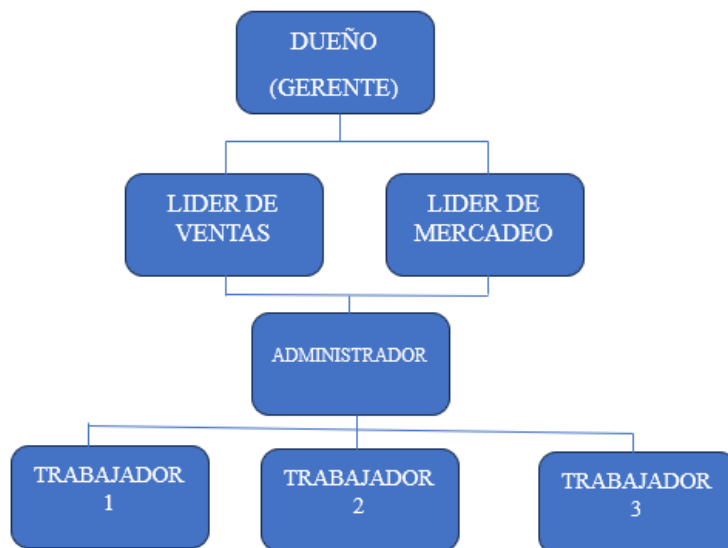 DUEÑO
(GERENTE)
LIDER DE
VENTAS
LIDER DE
MERCADEO
ADMINISTRADOR
TRABAJADOR
1
TRABAJADOR
2
TRABAJADOR
3